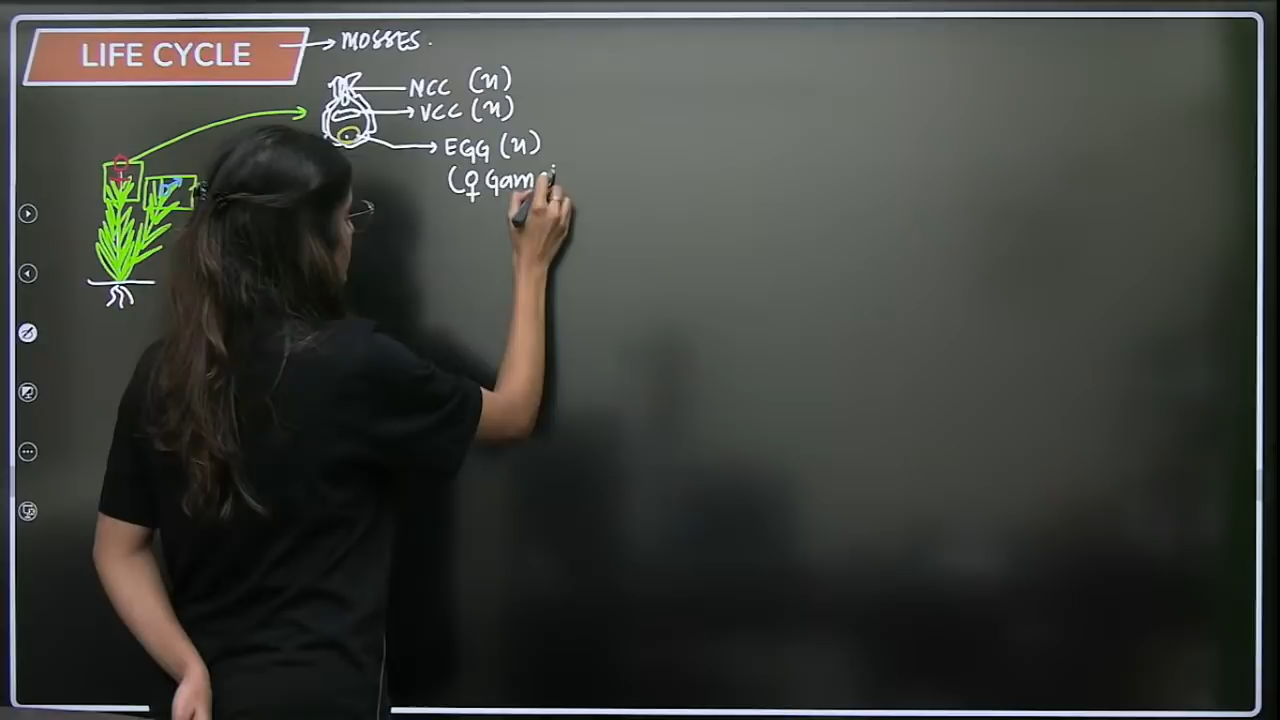 LIFE CYCLE → MOSSES.
NCC (n)
VCC (n)
EGG (n)
(♀ Gam